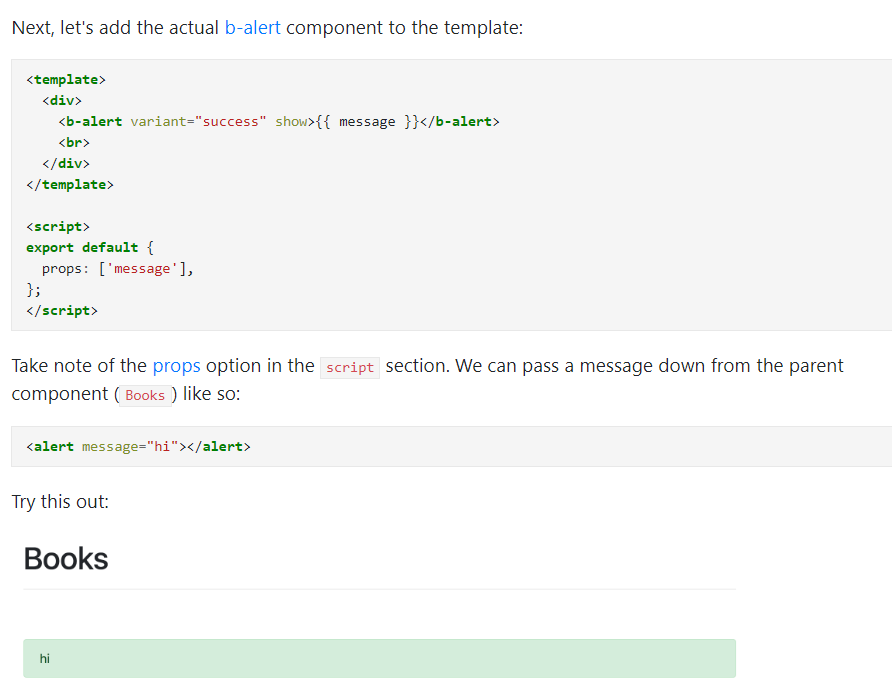 Next, let's add the actual b-alert component to the template:
<template>
  <div>
    <b-alert variant="success" show>{{ message }}</b-alert>
    <br>
  </div>
</template>
<script>
export default {
  props: ['message'],
};
</script>
Take note of the props option in the script section. We can pass a message down from the parent
component ( Books ) like so:
<alert message="hi"></alert>
Try this out:
Books
hi